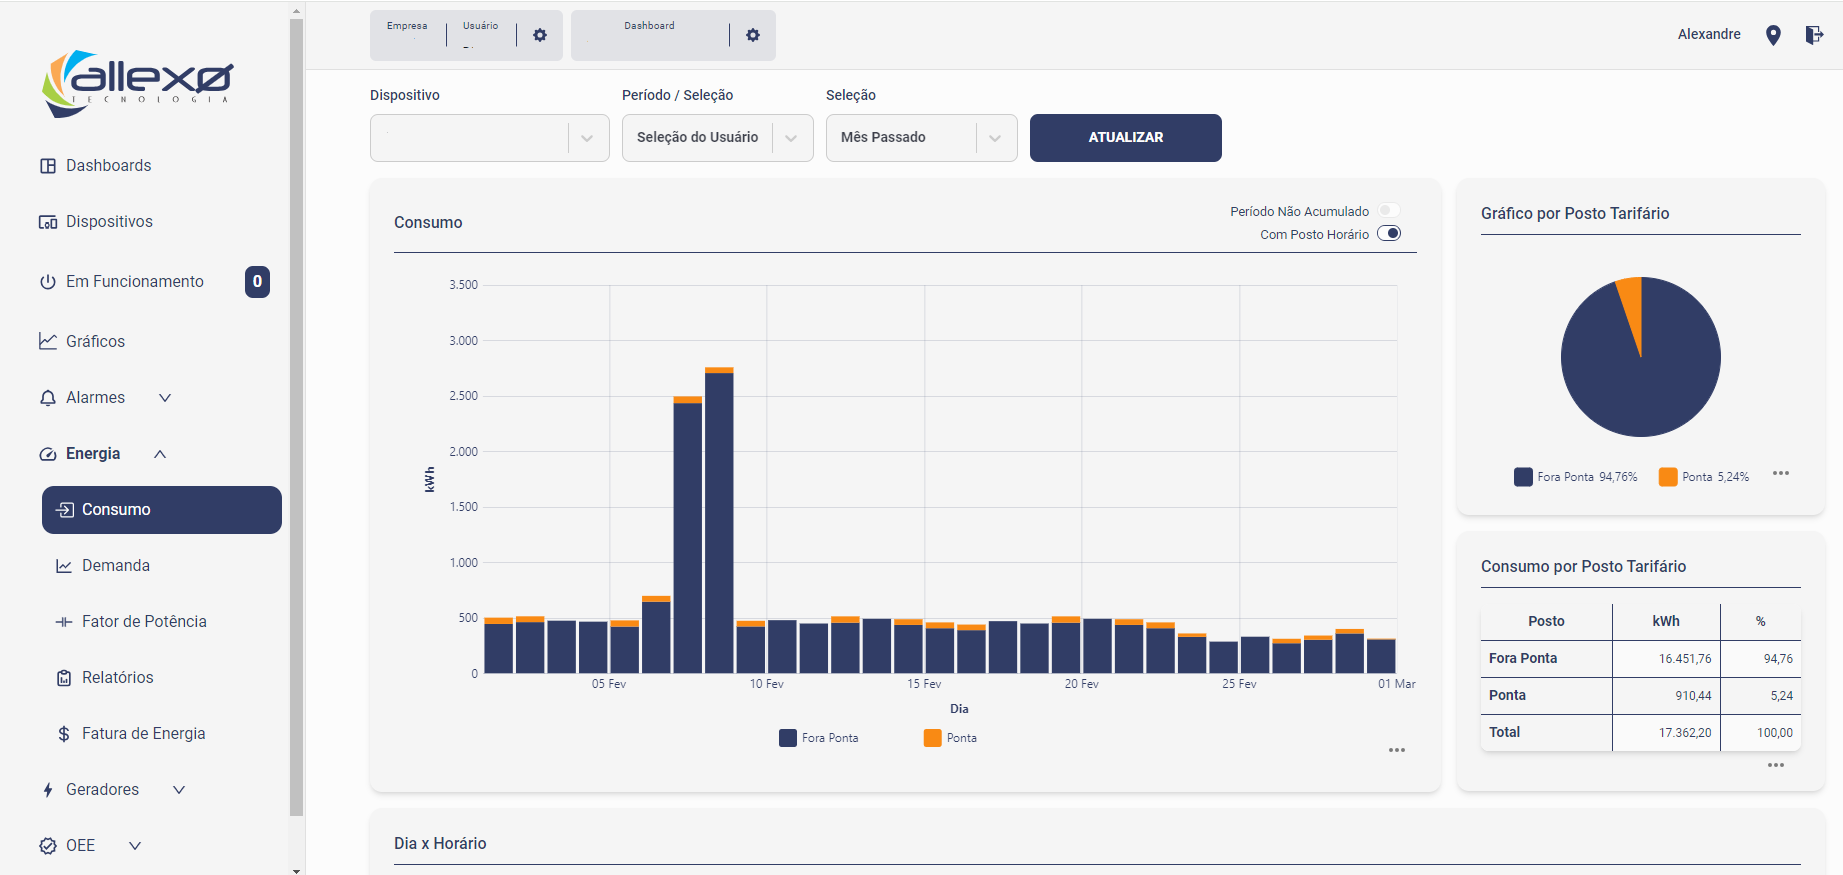 allexo
TECNOLOGIA
Dashboards
Dispositivos
Em Funcionamento
0
Gráficos
Alarmes
Energia
Consumo
Demanda
Fator de Potência
Relatórios
Fatura de Energia
Geradores
OEE
Empresa
Usuário
Dashboard
Alexandre
Dispositivo
Período / Seleção
Seleção
Seleção do Usuário
Mês Passado
ATUALIZAR
Consumo
Período Não Acumulado
Com Posto Horário
3.500
3.000
2.500
2.000
1.500
1.000
500
0
kWh
05 Fev
10 Fev
15 Fev
20 Fev
25 Fev
01 Mar
Dia
Fora Ponta
Ponta
Gráfico por Posto Tarifário
Fora Ponta 94,76%
Ponta 5,24%
Consumo por Posto Tarifário
Posto kWh %
Fora Ponta 16.451,76 94,76
Ponta 910,44 5,24
Total 17.362,20 100,00
Dia x Horário